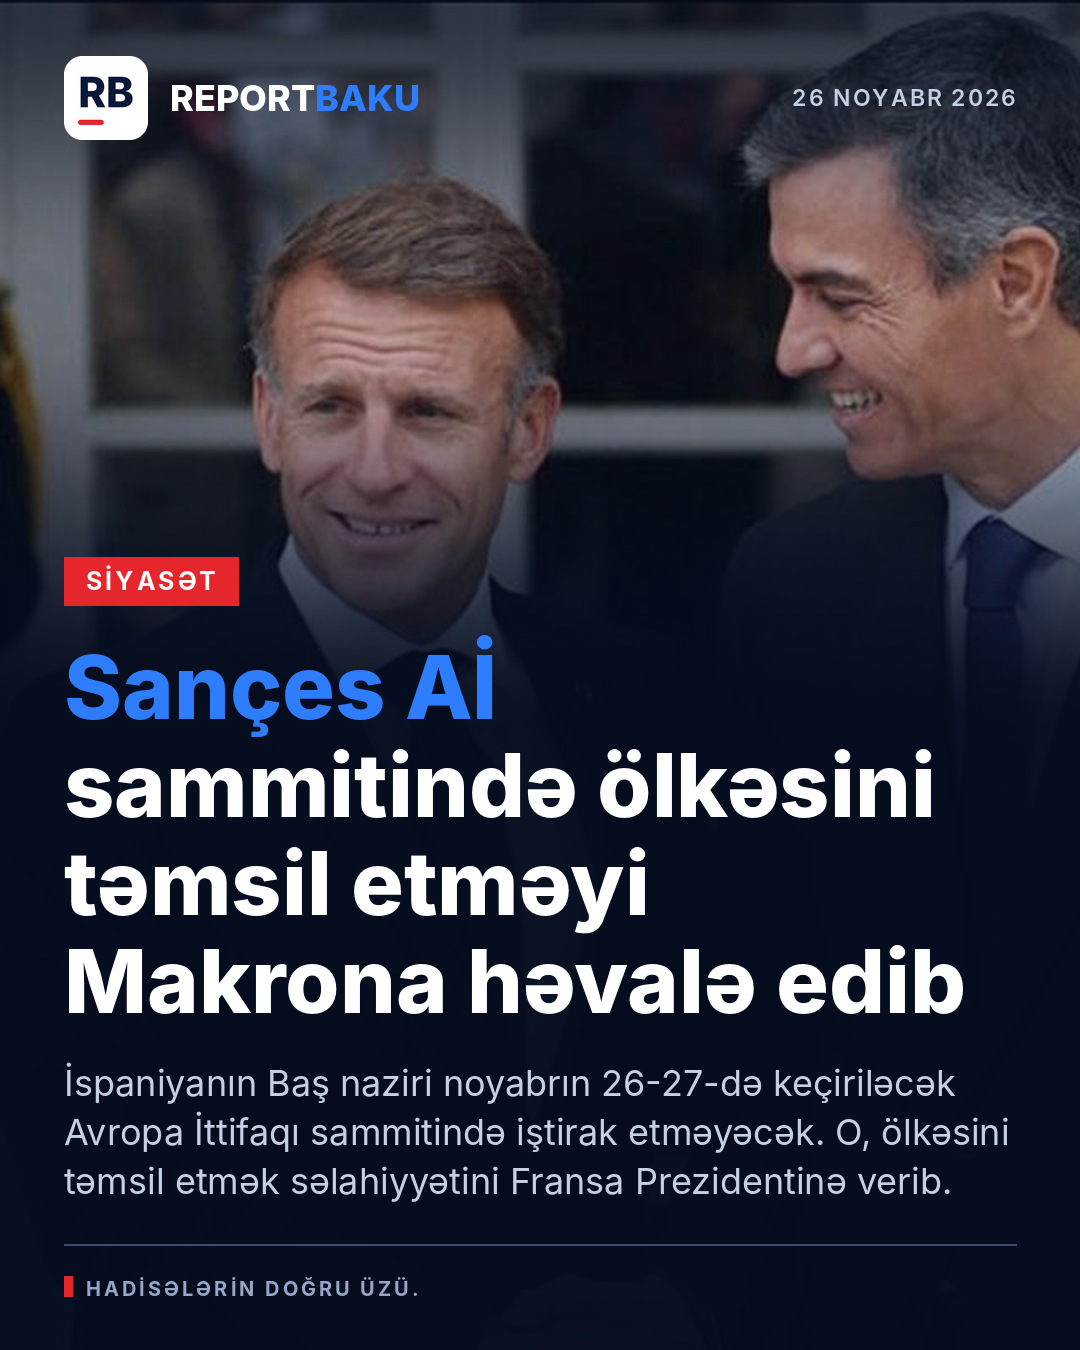 RB
REPORTBAKU
26 NOYABR 2026
SİYASƏT
Sançes Aİ
sammitində ölkəsini
təmsil etməyi
Makrona həvalə edib
İspaniyanın Baş naziri noyabrın 26-27-də keçiriləcək
Avropa İttifaqı sammitində iştirak etməyəcək. O, ölkəsini
təmsil etmək səlahiyyətini Fransa Prezidentinə verib.
HADİSƏLƏRİN DOĞRU ÜZÜ.